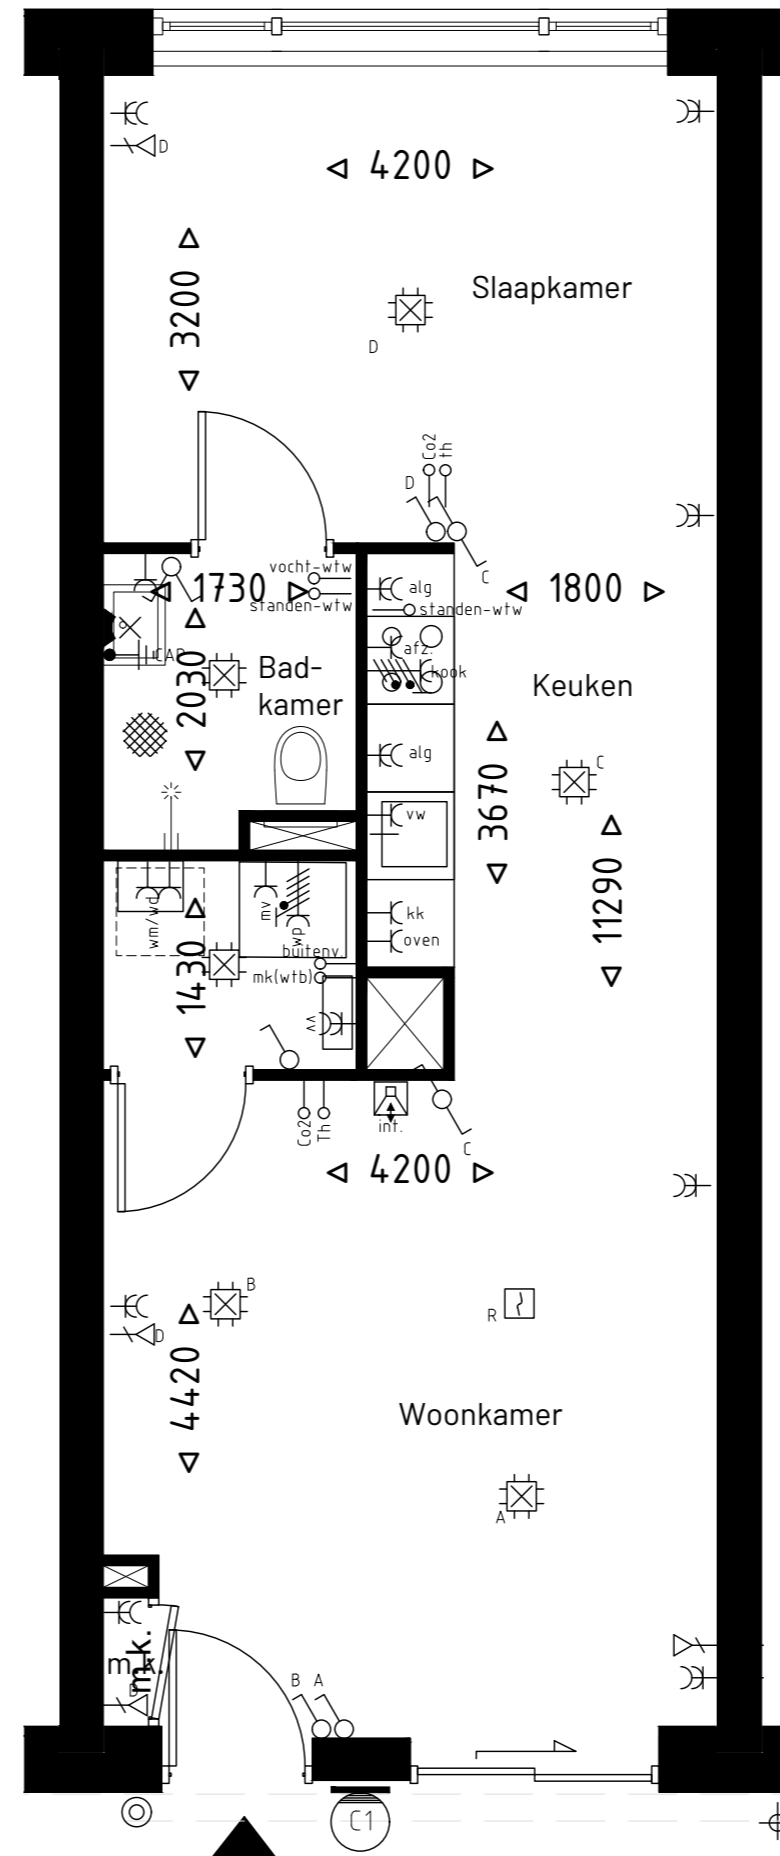 D
4200
3200
Slaapkamer
D
Co2
th
D
C
vocht-wtw
1730
standen-wtw
alg
1800
standen-wtw
CAP
2030
Bad-
kamer
afz.
kook
Keuken
alg
C
3670
vw
11290
wm/wd
mv
wp
kk
oven
1430
buitenv.
mk(wtb)
Co2
Th
int.
C
4200
B
R
D
4420
Woonkamer
A
m.k.
m.k.
D
B
A
C1